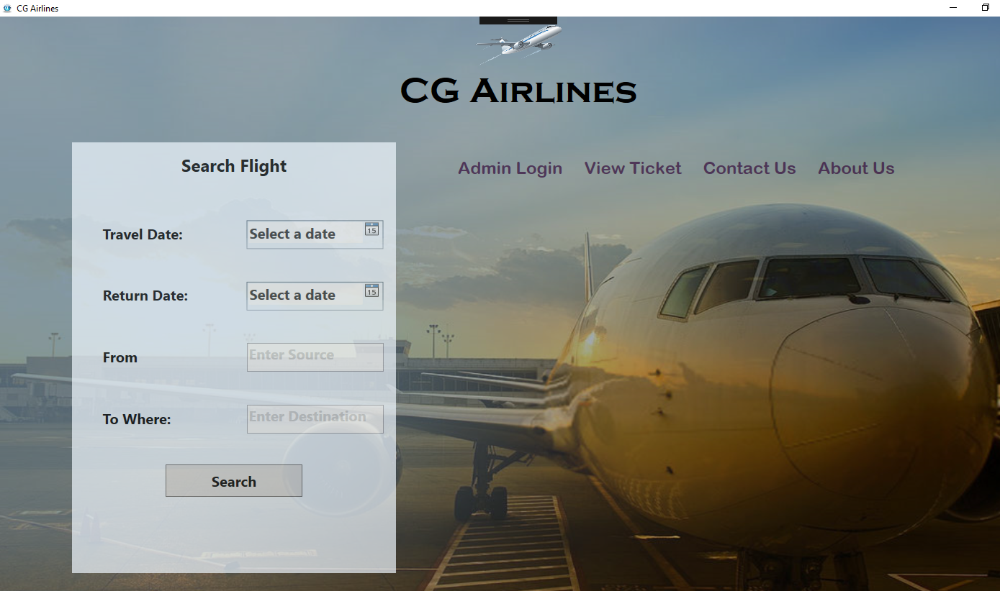 CG Airlines
CG Airlines
Search Flight
Admin Login View Ticket Contact Us About Us
Travel Date: Select a date 15
Return Date: Select a date 15
From Enter Source
To Where: Enter Destination
Search